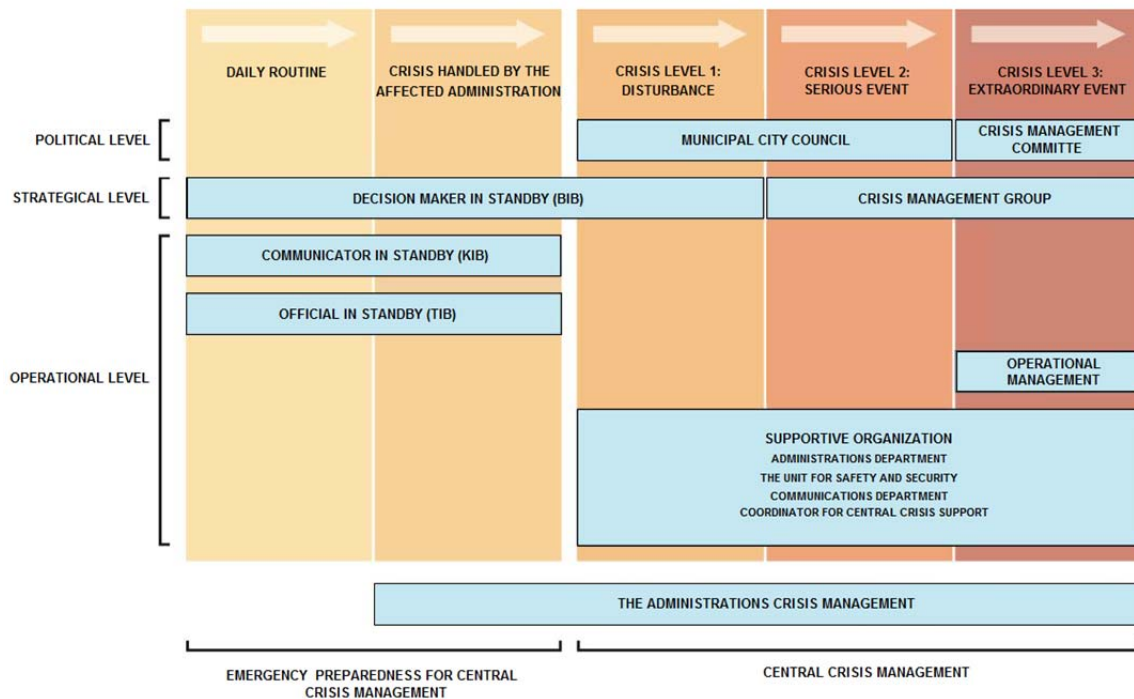 DAILY ROUTINE
CRISIS HANDLED BY THE
AFFECTED ADMINISTRATION
CRISIS LEVEL 1:
DISTURBANCE
CRISIS LEVEL 2:
SERIOUS EVENT
CRISIS LEVEL 3:
EXTRAORDINARY EVENT
POLITICAL LEVEL
MUNICIPAL CITY COUNCIL
CRISIS MANAGEMENT
COMMITTE
STRATEGICAL LEVEL
DECISION MAKER IN STANDBY (BIB)
CRISIS MANAGEMENT GROUP
COMMUNICATOR IN STANDBY (KIB)
OFFICIAL IN STANDBY (TIB)
OPERATIONAL LEVEL
OPERATIONAL
MANAGEMENT
SUPPORTIVE ORGANIZATION
ADMINISTRATIONS DEPARTMENT
THE UNIT FOR SAFETY AND SECURITY
COMMUNICATIONS DEPARTMENT
COORDINATOR FOR CENTRAL CRISIS SUPPORT
THE ADMINISTRATIONS CRISIS MANAGEMENT
EMERGENCY PREPAREDNESS FOR CENTRAL
CRISIS MANAGEMENT
CENTRAL CRISIS MANAGEMENT